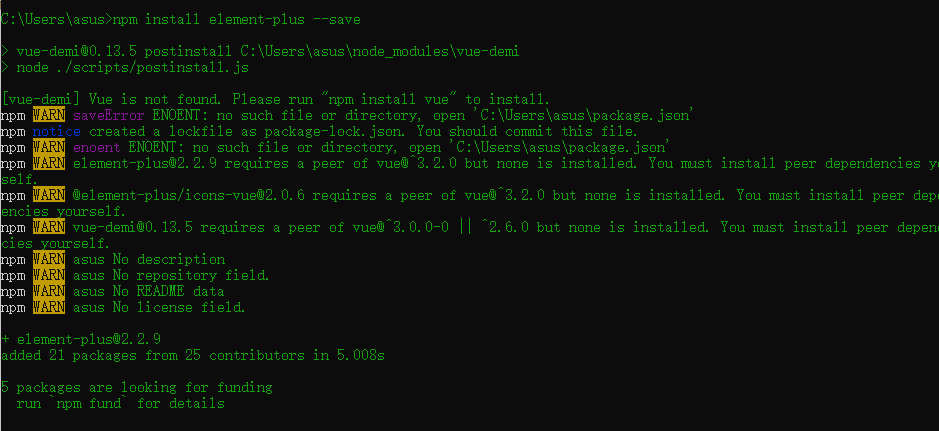 C:\Users\asus>npm install element-plus --save
> vue-demi@0.13.5 postinstall C:\Users\asus\node_modules\vue-demi
> node ./scripts/postinstall.js
[vue-demi] Vue is not found. Please run "npm install vue" to install.
npm WARN saveError ENOENT: no such file or directory, open 'C:\Users\asus\package.json'
npm notice created a lockfile as package-lock.json. You should commit this file.
npm WARN enoent ENOENT: no such file or directory, open 'C:\Users\asus\package.json'
npm WARN element-plus@2.2.9 requires a peer of vue@^3.2.0 but none is installed. You must install peer dependencies yo
self.
npm WARN @element-plus/icons-vue@2.0.6 requires a peer of vue@^3.2.0 but none is installed. You must install peer depe
encies yourself.
npm WARN vue-demi@0.13.5 requires a peer of vue@^3.0.0-0 || ^2.6.0 but none is installed. You must install peer depen
cies yourself.
npm WARN asus No description
npm WARN asus No repository field.
npm WARN asus No README data
npm WARN asus No license field.
+ element-plus@2.2.9
added 21 packages from 25 contributors in 5.008s
5 packages are looking for funding
run `npm fund` for details